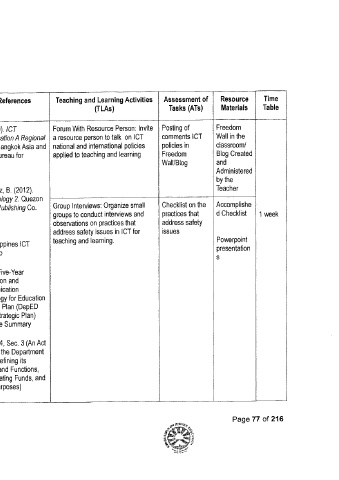 References Teaching and Learning Activities Assessment of Resource Time
(TLAs) Tasks (ATs) Materials Table
). ICT
ation A Regional
angkok Asia and
ureau for
z, B. (2012).
ology 2. Quezon
Publishing Co.
ppines ICT
p
Five-Year
on and
ication
gy for Education
Plan (DepED
trategic Plan)
e Summary
4, Sec. 3 (An Act
the Department
efining its
and Functions,
ating Funds, and
rposes)
Forum With Resource Person: Invite
a resource person to talk on ICT
national and international policies
applied to teaching and learning
Posting of
comments ICT
policies in
Freedom
Wall/Blog
Freedom
Wall in the
classroom/
Blog Created
and
Administered
by the
Teacher
Group Interviews: Organize small
groups to conduct interviews and
observations on practices that
address safety issues in ICT for
teaching and learning.
Checklist on the
practices that
address safety
issues
Accomplishe
d Checklist
Powerpoint
presentation
s
1 week
Page 77 of 216